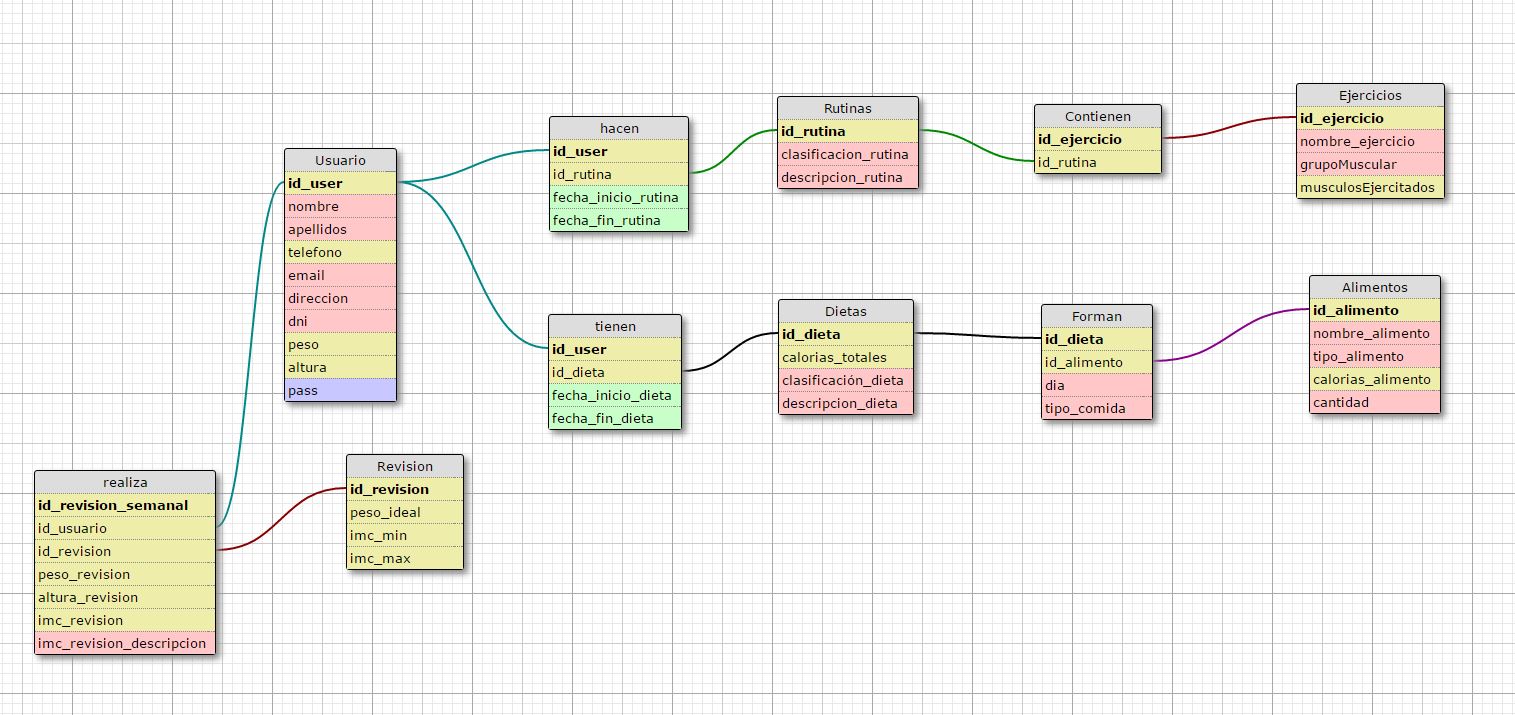 Usuario
id_user
nombre
apellidos
telefono
email
direccion
dni
peso
altura
pass
hacen
id_user
id_rutina
fecha_inicio_rutina
fecha_fin_rutina
Rutinas
id_rutina
clasificacion_rutina
descripcion_rutina
Contienen
id_ejercicio
id_rutina
Ejercicios
id_ejercicio
nombre_ejercicio
grupoMuscular
musculosEjercitados
tienen
id_user
id_dieta
fecha_inicio_dieta
fecha_fin_dieta
Dietas
id_dieta
calorias_totales
clasificación_dieta
descripcion_dieta
Forman
id_dieta
id_alimento
dia
tipo_comida
Alimentos
id_alimento
nombre_alimento
tipo_alimento
calorias_alimento
cantidad
realiza
id_revision_semanal
id_usuario
id_revision
peso_revision
altura_revision
imc_revision
imc_revision_descripcion
Revision
id_revision
peso_ideal
imc_min
imc_max